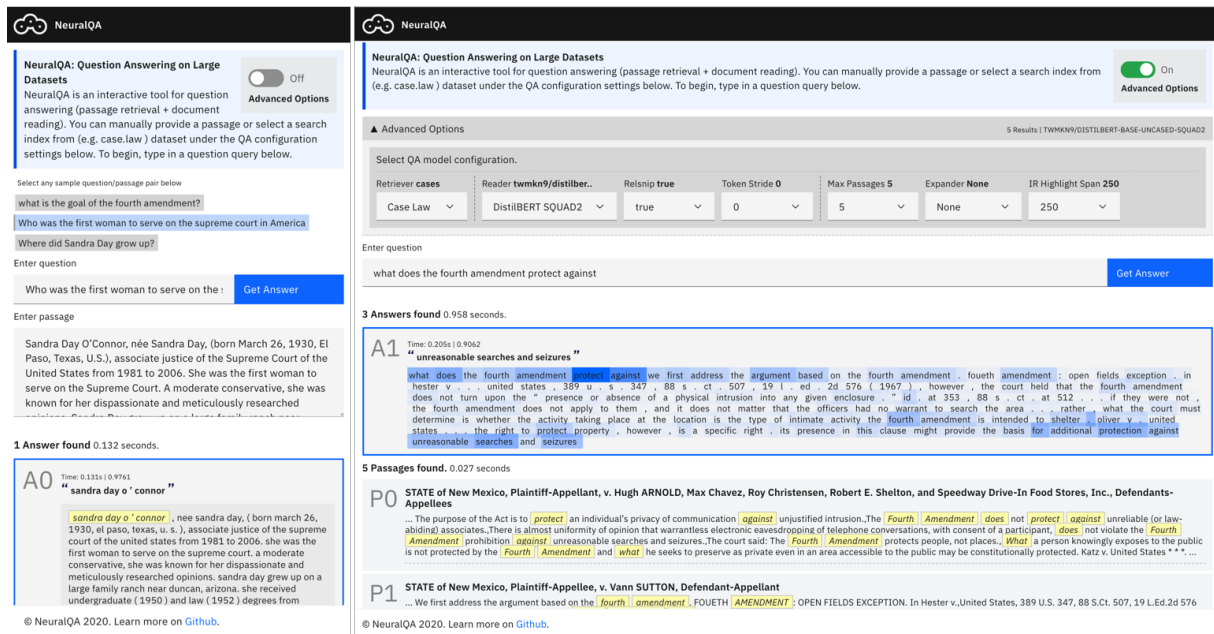 NeuralQA
NeuralQA: Question Answering on Large
Datasets
NeuralQA is an interactive tool for question
answering (passage retrieval + document
reading). You can manually provide a passage or select a search
index from (e.g. case.law ) dataset under the QA configuration
settings below. To begin, type in a question query below.
Off
Advanced Options
Select any sample question/passage pair below
what is the goal of the fourth amendment?
Who was the first woman to serve on the supreme court in America
Where did Sandra Day grow up?
Enter question
Who was the first woman to serve on the
Get Answer
Enter passage
Sandra Day O'Connor, née Sandra Day, (born March 26, 1930, El
Paso, Texas, U.S.), associate justice of the Supreme Court of the
United States from 1981 to 2006. She was the first woman to
serve on the Supreme Court. A moderate conservative, she was
known for her dispassionate and meticulously researched
1 Answer found 0.132 seconds.
A0
Time: 0.131s | 0.9761
“ sandra day o ' connor ”
sandra day o ' connor , nee sandra day, ( born march 26,
1930, el paso, texas, u. s. ), associate justice of the supreme
court of the united states from 1981 to 2006. she was the
first woman to serve on the supreme court. a moderate
conservative, she was known for her dispassionate and
meticulously researched opinions. sandra day grew up on a
large family ranch near duncan, arizona. she received
undergraduate ( 1950 ) and law ( 1952 ) degrees from
© NeuralQA 2020. Learn more on Github.
NeuralQA
NeuralQA: Question Answering on Large Datasets
NeuralQA is an interactive tool for question answering (passage retrieval + document reading). You can manually provide a passage or select a search index from
(e.g. case.law ) dataset under the QA configuration settings below. To begin, type in a question query below.
On
Advanced Options
▲ Advanced Options
5 Results | TWMKN9/DISTILBERT-BASE-UNCASED-SQUAD2
Select QA model configuration.
Retriever cases
Reader twmkn9/distilber..
Relsnip true
Token Stride 0
Max Passages 5
Expander None
IR Highlight Span 250
Case Law
DistilBERT SQUAD2
true
0
5
None
250
Enter question
what does the fourth amendment protect against
Get Answer
3 Answers found 0.958 seconds.
A1
Time: 0.205s | 0.9062
“ unreasonable searches and seizures ”
what does the fourth amendment protect against we first address the argument based on the fourth amendment . foueth amendment : open fields exception . in
hester v . . . united states , 389 u . s . 347 , 88 s . ct . 507 , 19 l . ed . 2d 576 ( 1967 ) , however , the court held that the fourth amendment
does not turn upon the " presence or absence of a physical intrusion into any given enclosure . " id . at 353 , 88 s . ct . at 512 . . . if they were not ,
the fourth amendment does not apply to them , and it does not matter that the officers had no warrant to search the area . . . rather , what the court must
determine is whether the activity taking place at the location is the type of intimate activity the fourth amendment is intended to shelter . oliver v . united
states . . . the right to protect property , however , is a specific right . its presence in this clause might provide the basis for additional protection against
unreasonable searches and seizures
5 Passages found. 0.027 seconds
P0
STATE of New Mexico, Plaintiff-Appellant, v. Hugh ARNOLD, Max Chavez, Roy Christensen, Robert E. Shelton, and Speedway Drive-In Food Stores, Inc., Defendants-
Appellees
... The purpose of the Act is to protect an individual's privacy of communication against unjustified intrusion.,The Fourth Amendment does not protect against unreliable (or law-
abiding) associates.,There is almost uniformity of opinion that warrantless electronic eavesdropping of telephone conversations, with consent of a participant, does not violate the Fourth
Amendment prohibition against unreasonable searches and seizures.,The court said: The Fourth Amendment protects people, not places., What a person knowingly exposes to the public
is not protected by the Fourth Amendment and what he seeks to preserve as private even in an area accessible to the public may be constitutionally protected. Katz v. United States * * *. ...
P1
STATE of New Mexico, Plaintiff-Appellee, v. Vann SUTTON, Defendant-Appellant
... We first address the argument based on the fourth amendment. FOUETH AMENDMENT : OPEN FIELDS EXCEPTION. In Hester v.,United States, 389 U.S. 347, 88 S.Ct. 507, 19 L.Ed.2d 576
© NeuralQA 2020. Learn more on Github.